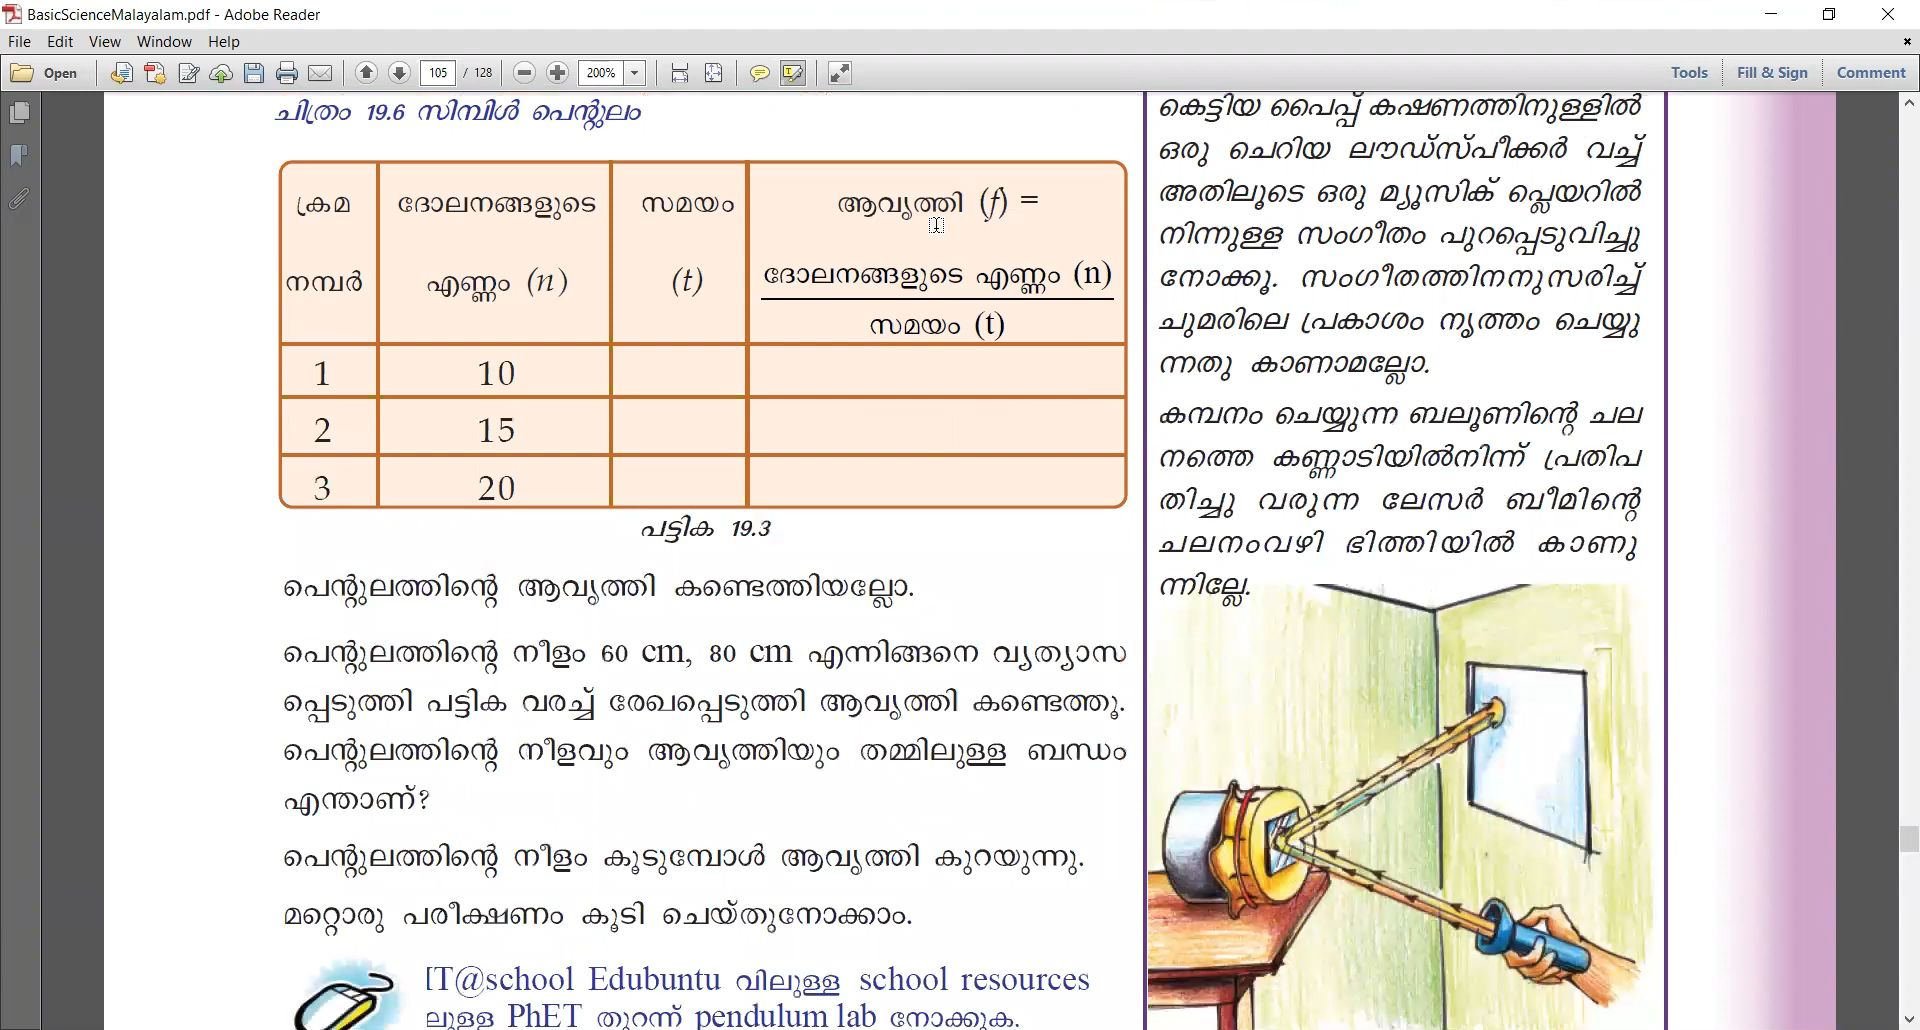 BasicScienceMalayalam.pdf - Adobe Reader
File Edit View Window Help
Open 105 / 128 200% Tools Fill & Sign Comment
ചിത്രം 19.6 സിമ്പിൾ പെന്റുലം
ക്രമ നമ്പർ
ദോലനങ്ങളുടെ എണ്ണം (n)
സമയം (t)
ആവൃത്തി (f) =
ദോലനങ്ങളുടെ എണ്ണം (n)
സമയം (t)
1 10
2 15
3 20
പട്ടിക 19.3
പെന്റുലത്തിന്റെ ആവൃത്തി കണ്ടെത്തിയല്ലോ.
പെന്റുലത്തിന്റെ നീളം 60 cm, 80 cm എന്നിങ്ങനെ വ്യത്യാസ
പ്പെടുത്തി പട്ടിക വരച്ച് രേഖപ്പെടുത്തി ആവൃത്തി കണ്ടെത്തൂ.
പെന്റുലത്തിന്റെ നീളവും ആവൃത്തിയും തമ്മിലുള്ള ബന്ധം
എന്താണ്?
പെന്റുലത്തിന്റെ നീളം കൂടുമ്പോൾ ആവൃത്തി കുറയുന്നു.
മറ്റൊരു പരീക്ഷണം കൂടി ചെയ്തുനോക്കാം.
IT@school Edubuntu വിലുള്ള school resources
ലുള്ള PhET തുറന്ന് pendulum lab നോക്കുക.
കെട്ടിയ പൈപ്പ് കഷണത്തിനുള്ളിൽ
ഒരു ചെറിയ ലൗഡ്സ്പീക്കർ വച്ച്
അതിലൂടെ ഒരു മ്യൂസിക് പ്ലെയറിൽ
നിന്നുള്ള സംഗീതം പുറപ്പെടുവിച്ചു
നോക്കൂ. സംഗീതത്തിനനുസരിച്ച്
ചുമരിലെ പ്രകാശം നൃത്തം ചെയ്യു
ന്നതു കാണാമല്ലോ.
കമ്പനം ചെയ്യുന്ന ബലൂണിന്റെ ചല
നത്തെ കണ്ണാടിയിൽനിന്ന് പ്രതിപ
തിച്ചു വരുന്ന ലേസർ ബീമിന്റെ
ചലനംവഴി ഭിത്തിയിൽ കാണു
ന്നില്ലേ.